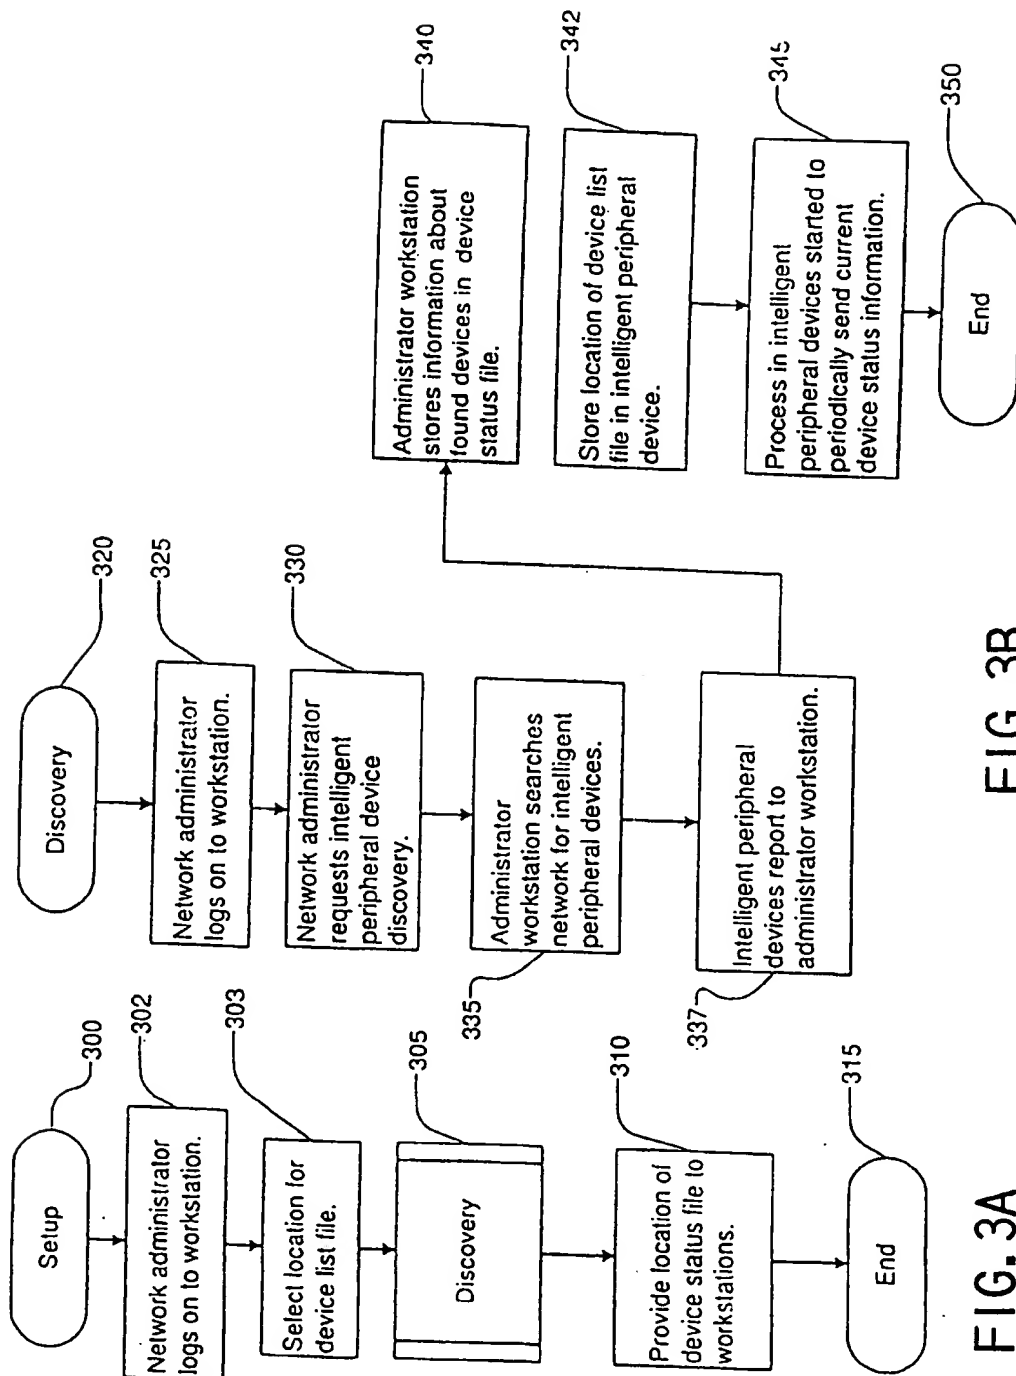 Setup
300
Network administrator
logs on to workstation.
302
Select location for
device list file.
303
Discovery
305
Provide location of
device status file to
workstations.
310
End
315
FIG. 3A
Discovery
320
Network administrator
logs on to workstation.
325
Network administrator
requests intelligent
peripheral device
discovery.
330
Administrator
workstation searches
network for intelligent
peripheral devices.
335
Intelligent peripheral
devices report to
administrator workstation.
337
Administrator workstation
stores information about
found devices in device
status file.
340
Store location of device list
file in intelligent peripheral
device.
342
Process in intelligent
peripheral devices started to
periodically send current
device status information.
345
End
350
FIG. 3B